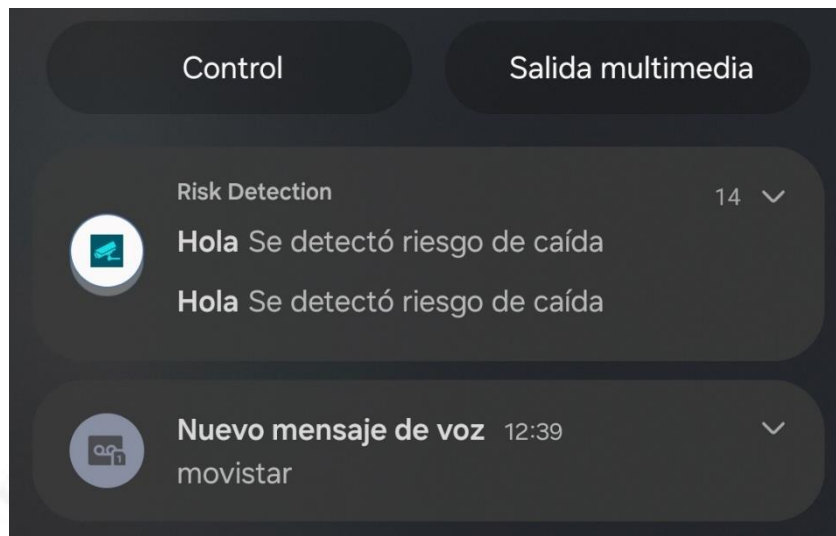 Control
Salida multimedia
Risk Detection 14
Hola Se detectó riesgo de caída
Hola Se detectó riesgo de caída
Nuevo mensaje de voz 12:39
movistar